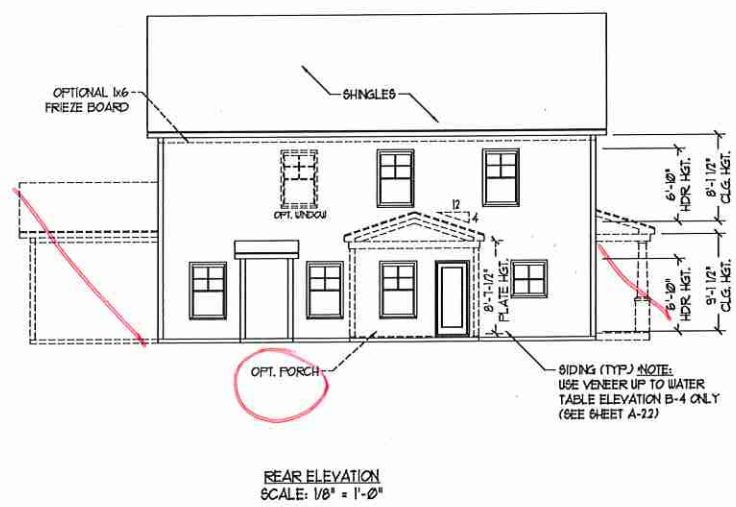 OPTIONAL 1x6
FRIEZE BOARD
SHINGLES
OPT. WINDOW
12
4
6'-10"
HDR. HGT.
8'-1 1/2"
CLG. HGT.
8'-7-1/2"
PLATE HGT.
6'-10"
HDR. HGT.
9'-1 1/2"
CLG. HGT.
OPT. PORCH
SIDING (TYP.) NOTE:
USE VENEER UP TO WATER
TABLE ELEVATION B-4 ONLY
(SEE SHEET A-22)
REAR ELEVATION
SCALE: 1/8" = 1'-0"